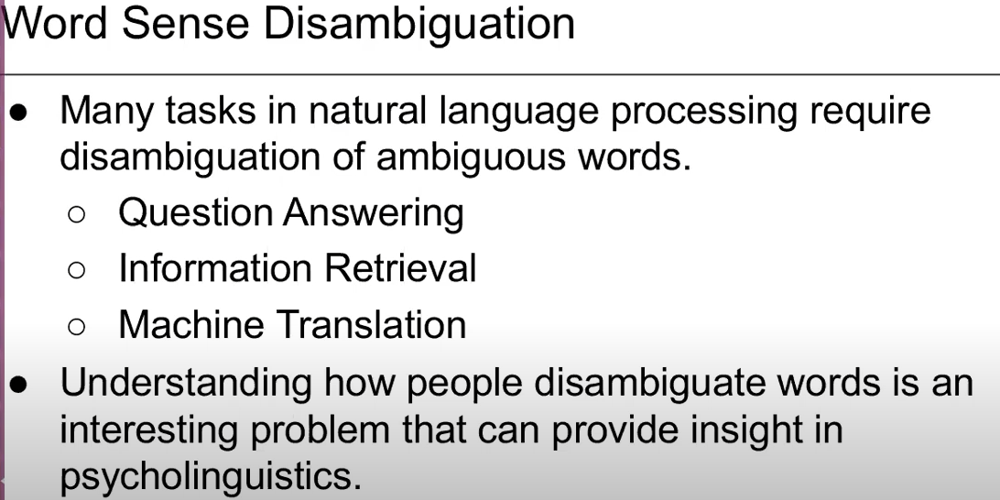 Word Sense Disambiguation
● Many tasks in natural language processing require
disambiguation of ambiguous words.
○ Question Answering
○ Information Retrieval
○ Machine Translation
● Understanding how people disambiguate words is an
interesting problem that can provide insight in
psycholinguistics.